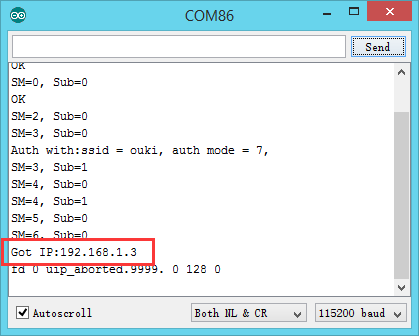 COM86
Send
OK
SM=0, Sub=0
OK
SM=2, Sub=0
SM=3, Sub=0
Auth with:ssid = ouki, auth mode = 7,
SM=3, Sub=1
SM=4, Sub=0
SM=4, Sub=1
SM=5, Sub=0
SM=6, Sub=0
Got IP:192.168.1.3
fd 0 uip_aborted.9999. 0 128 0
Autoscroll
Both NL & CR
115200 baud